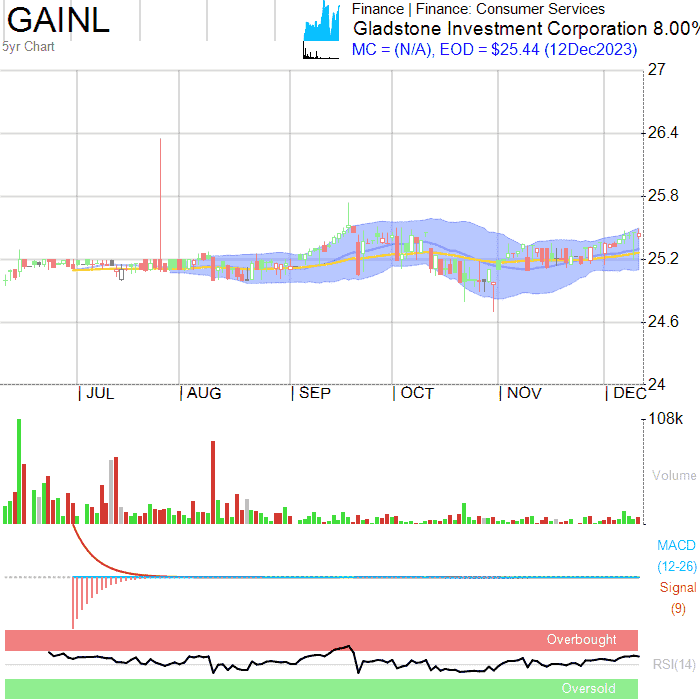 GAINL
5yr Chart
Finance | Finance: Consumer Services
Gladstone Investment Corporation 8.00%
MC = (N/A), EOD = $25.44 (12Dec2023)
27
26.4
25.8
25.2
24.6
24
| JUL | AUG | SEP | OCT | NOV | DEC
108k
Volume
MACD
(12-26)
Signal
(9)
Overbought
RSI(14)
Oversold